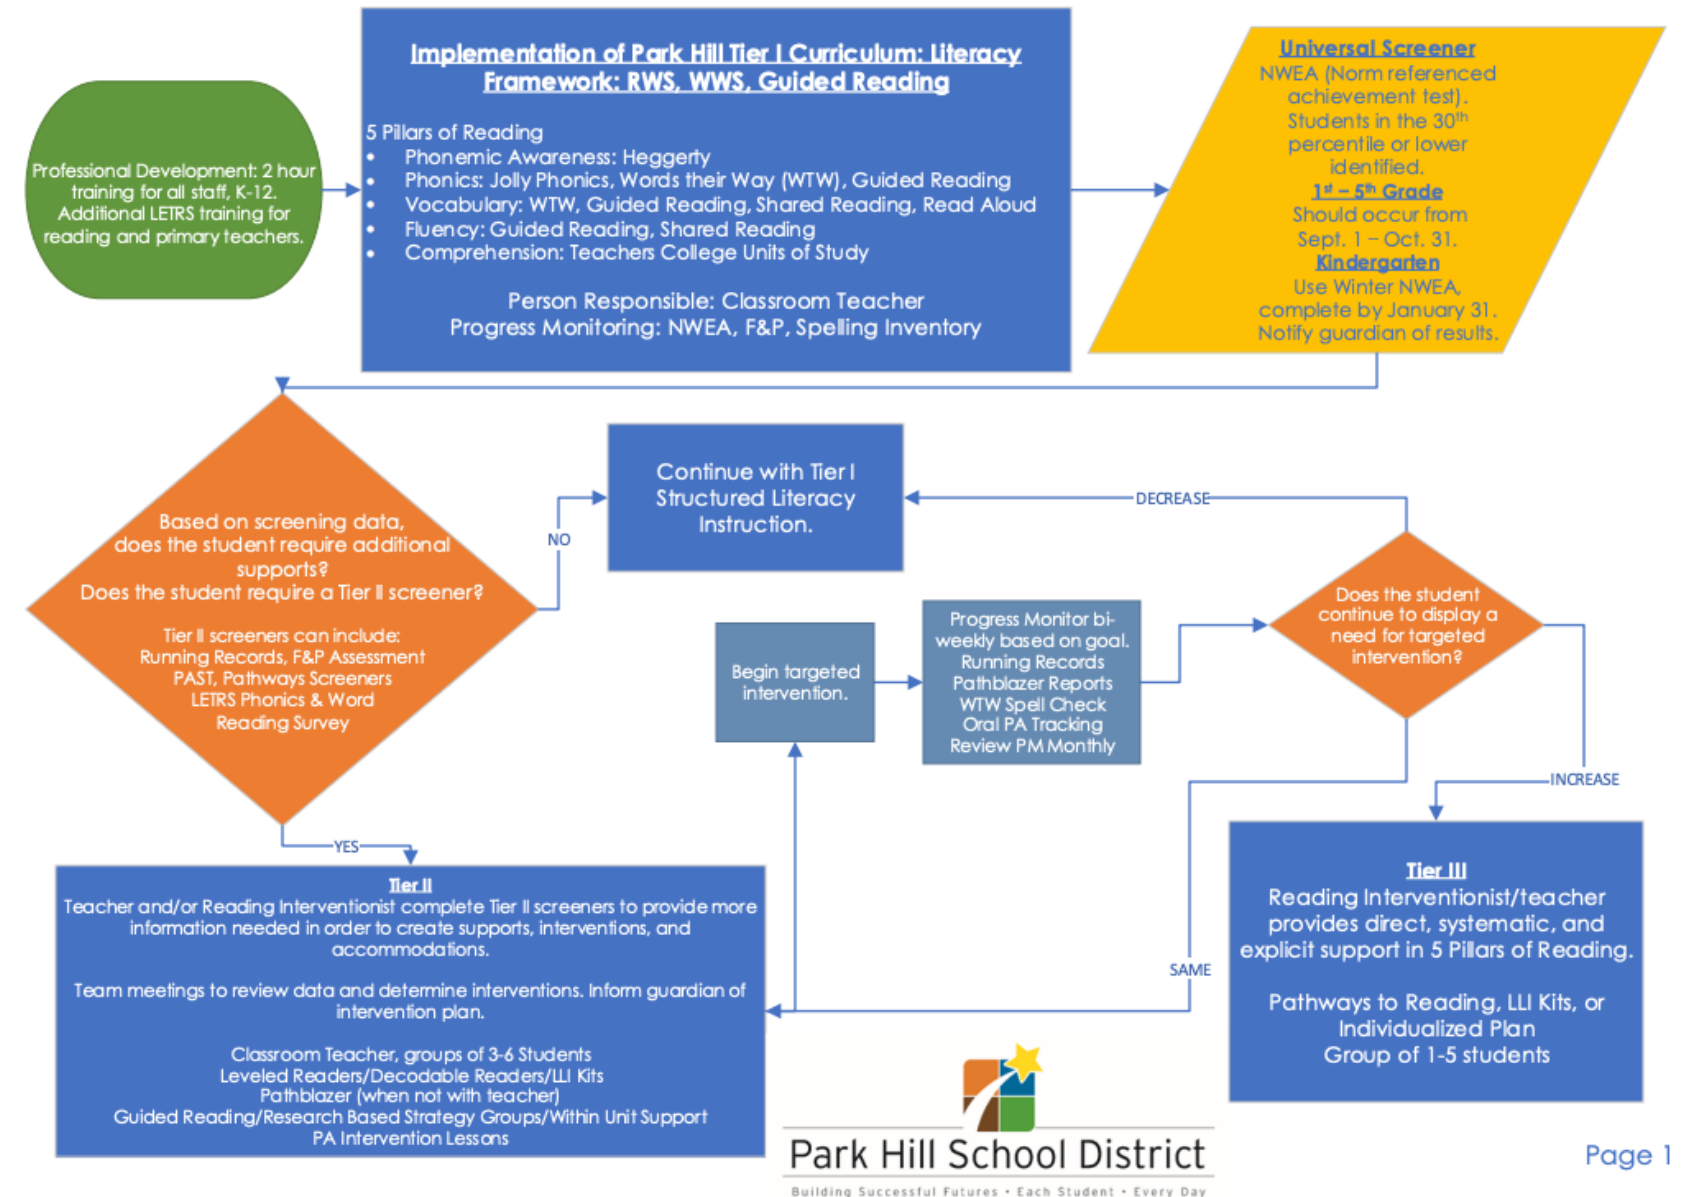 Professional Development: 2 hour
training for all staff, K-12.
Additional LETRS training for
reading and primary teachers.
Implementation of Park Hill Tier I Curriculum: Literacy
Framework: RWS, WWS, Guided Reading
5 Pillars of Reading
• Phonemic Awareness: Heggerty
• Phonics: Jolly Phonics, Words their Way (WTW), Guided Reading
• Vocabulary: WTW, Guided Reading, Shared Reading, Read Aloud
• Fluency: Guided Reading, Shared Reading
• Comprehension: Teachers College Units of Study
Person Responsible: Classroom Teacher
Progress Monitoring: NWEA, F&P, Spelling Inventory
Universal Screener
NWEA (Norm referenced
achievement test).
Students in the 30th
percentile or lower
identified.
1st – 5th Grade
Should occur from
Sept. 1 – Oct. 31.
Kindergarten
Use Winter NWEA,
complete by January 31.
Notify guardian of results.
Based on screening data,
does the student require additional
supports?
Does the student require a Tier II screener?
Tier II screeners can include:
Running Records, F&P Assessment
PAST, Pathways Screeners
LETRS Phonics & Word
Reading Survey
NO
Continue with Tier I
Structured Literacy
Instruction.
DECREASE
Begin targeted
intervention.
Progress Monitor bi-
weekly based on goal.
Running Records
Pathblazer Reports
WTW Spell Check
Oral PA Tracking
Review PM Monthly
Does the student
continue to display a
need for targeted
intervention?
INCREASE
SAME
YES
Tier II
Teacher and/or Reading Interventionist complete Tier II screeners to provide more
information needed in order to create supports, interventions, and
accommodations.
Team meetings to review data and determine interventions. Inform guardian of
intervention plan.
Classroom Teacher, groups of 3-6 Students
Leveled Readers/Decodable Readers/LLI Kits
Pathblazer (when not with teacher)
Guided Reading/Research Based Strategy Groups/Within Unit Support
PA Intervention Lessons
Tier III
Reading Interventionist/teacher
provides direct, systematic, and
explicit support in 5 Pillars of Reading.
Pathways to Reading, LLI Kits, or
Individualized Plan
Group of 1-5 students
Park Hill School District
Building Successful Futures • Each Student • Every Day
Page 1